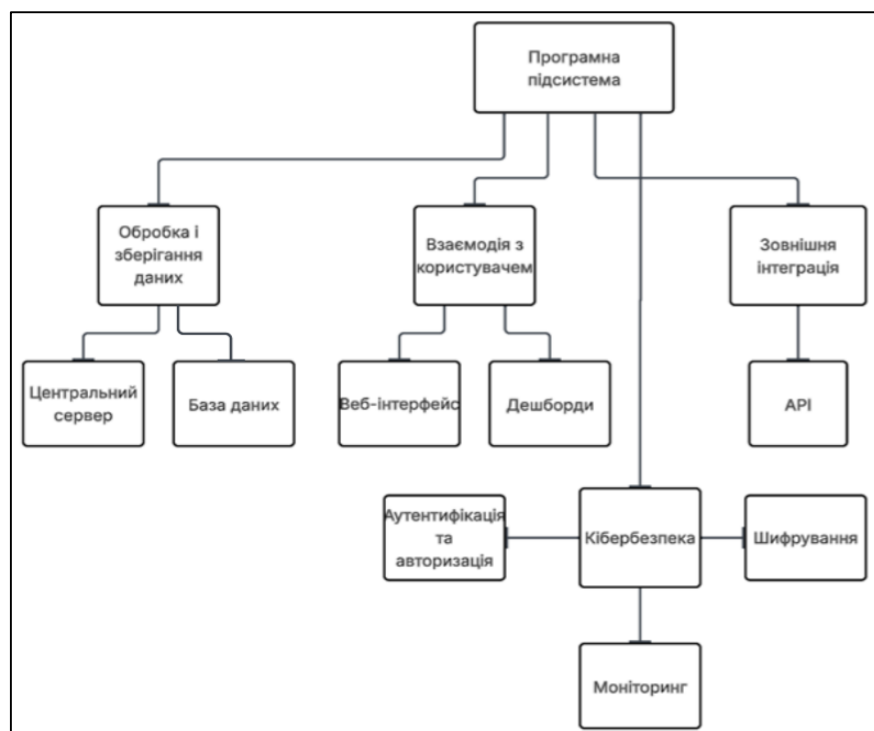 Програмна
підсистема
Обробка і
зберігання
даних
Взаємодія з
користувачем
Зовнішня
інтеграція
Центральний
сервер
База даних
Веб-інтерфейс
Дешборди
API
Аутентифікація
та
авторизація
Кібербезпека
Шифрування
Моніторинг